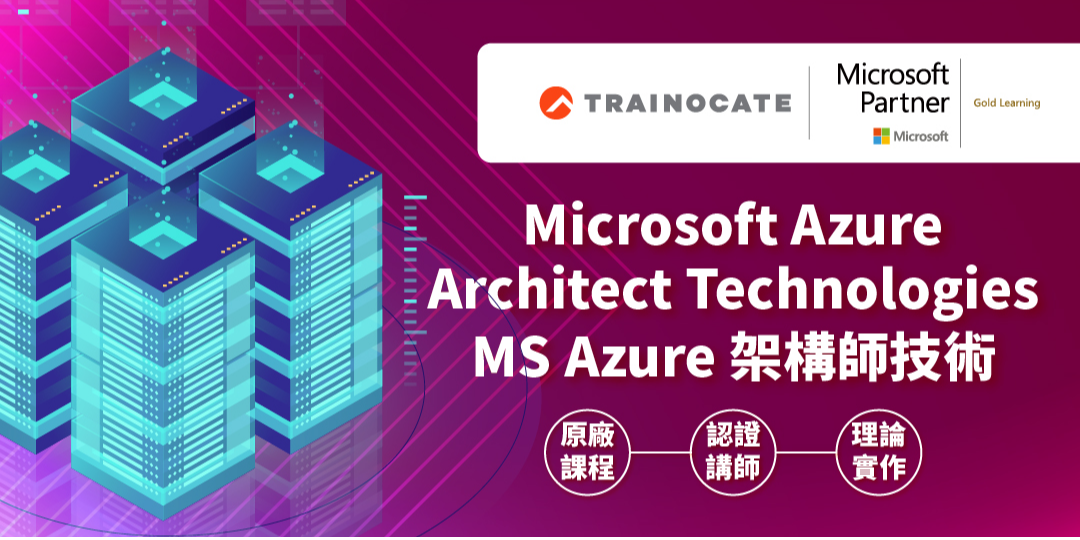 TRAINOCATE
Microsoft
Partner
Microsoft
Gold Learning
Microsoft Azure
Architect Technologies
MS Azure 架構師技術
原廠
課程
認證
講師
理論
實作